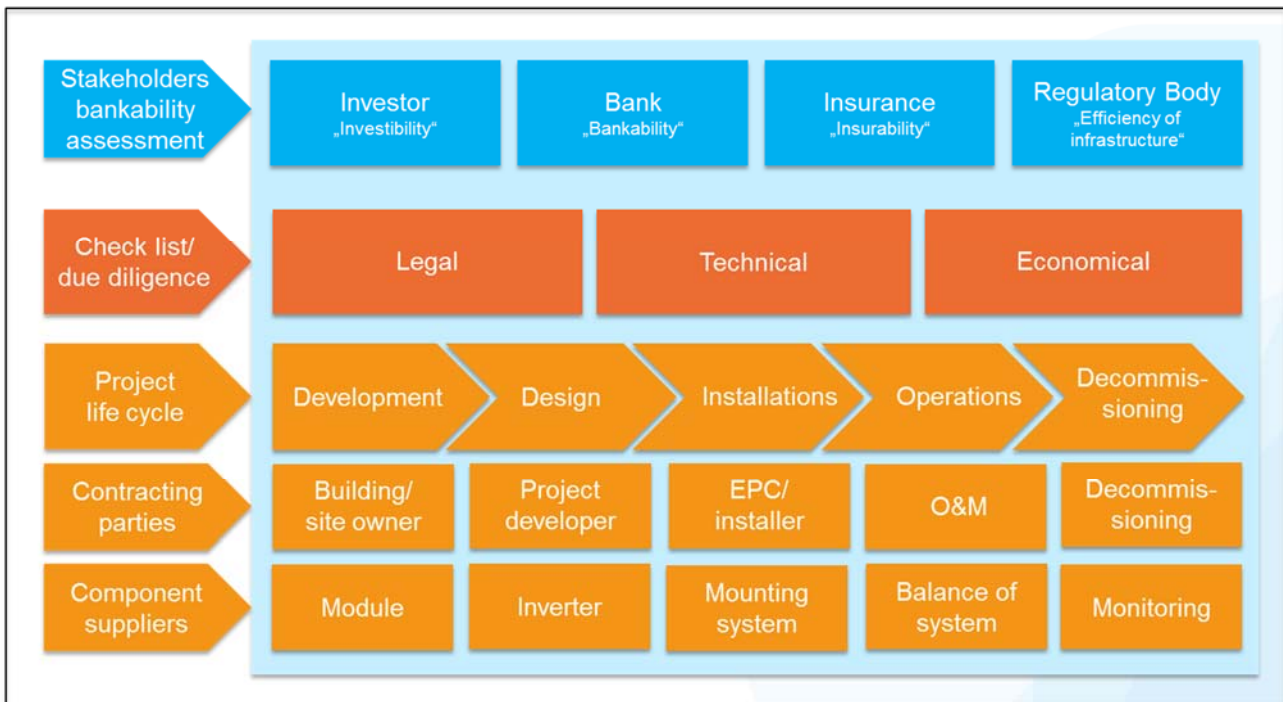 Stakeholders
bankability
assessment
Investor
„Investibility“
Bank
„Bankability“
Insurance
„Insurability“
Regulatory Body
„Efficiency of
infrastructure“
Check list/
due diligence
Legal
Technical
Economical
Project
life cycle
Development
Design
Installations
Operations
Decommis-
sioning
Contracting
parties
Building/
site owner
Project
developer
EPC/
installer
O&M
Decommis-
sioning
Component
suppliers
Module
Inverter
Mounting
system
Balance of
system
Monitoring